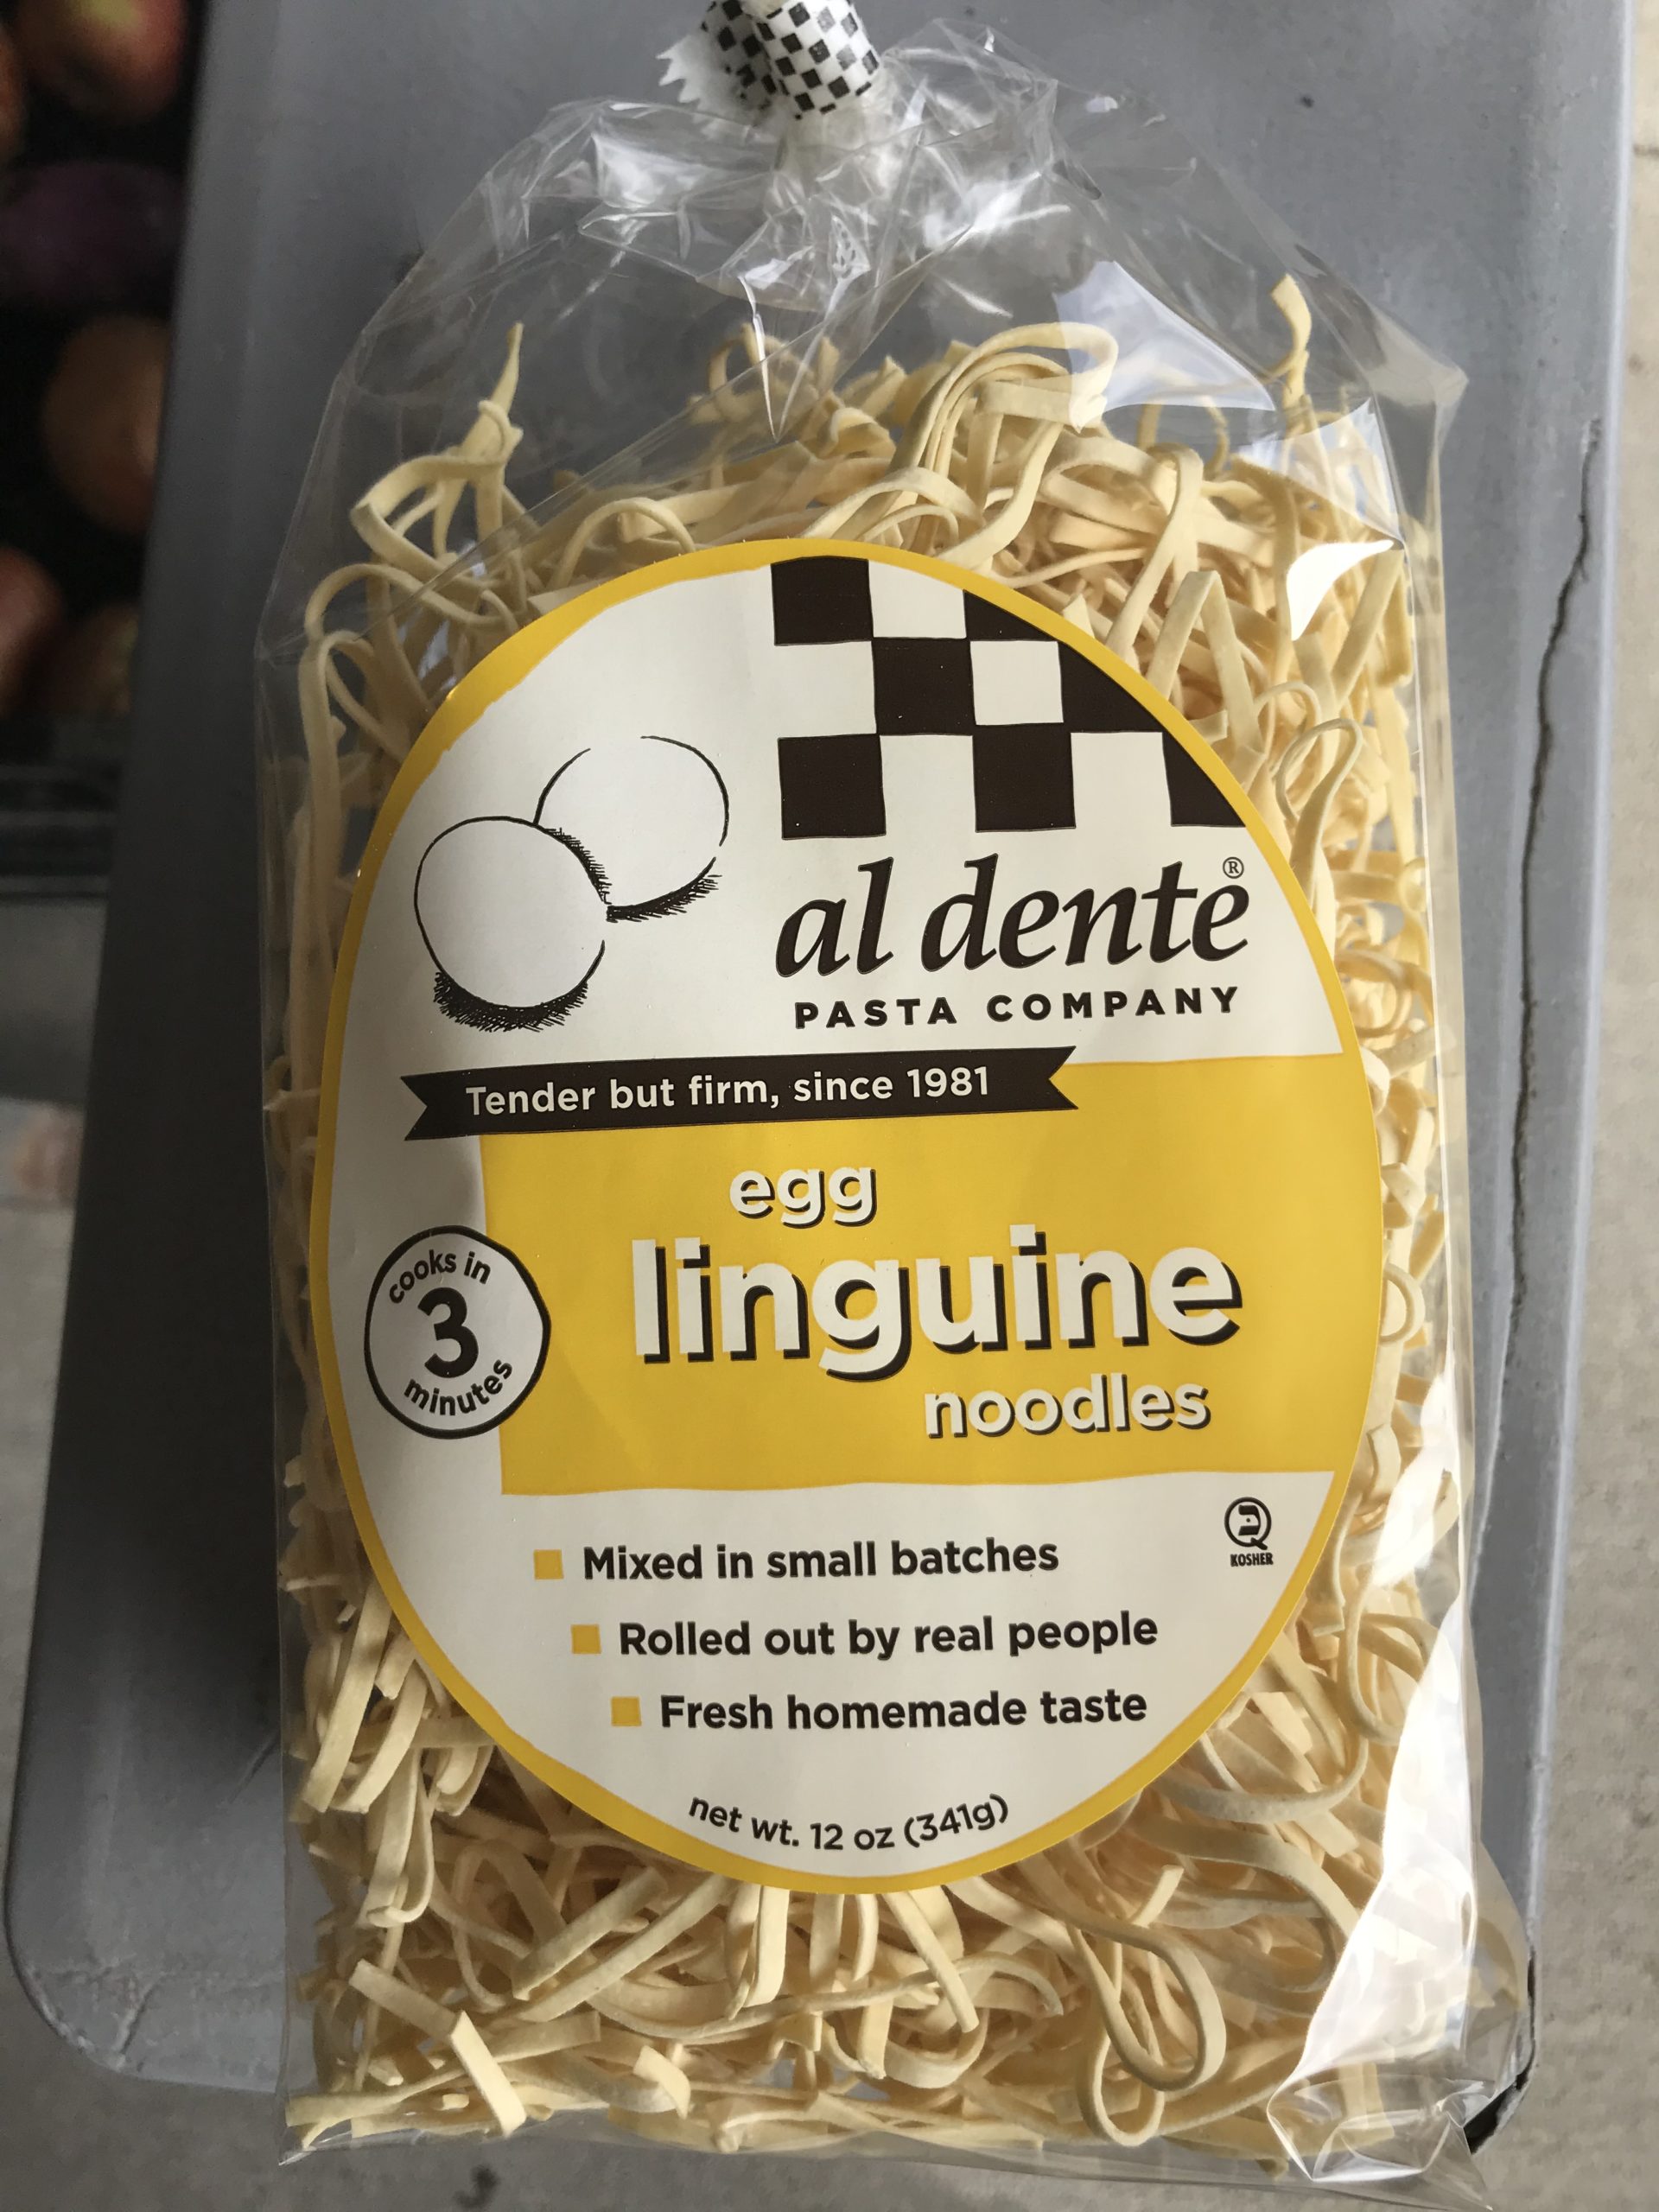 al dente®
PASTA COMPANY
Tender but firm, since 1981
egg
linguine
noodles
cooks in
3
minutes
Mixed in small batches
Rolled out by real people
Fresh homemade taste
KOSHER
net wt. 12 oz (341g)